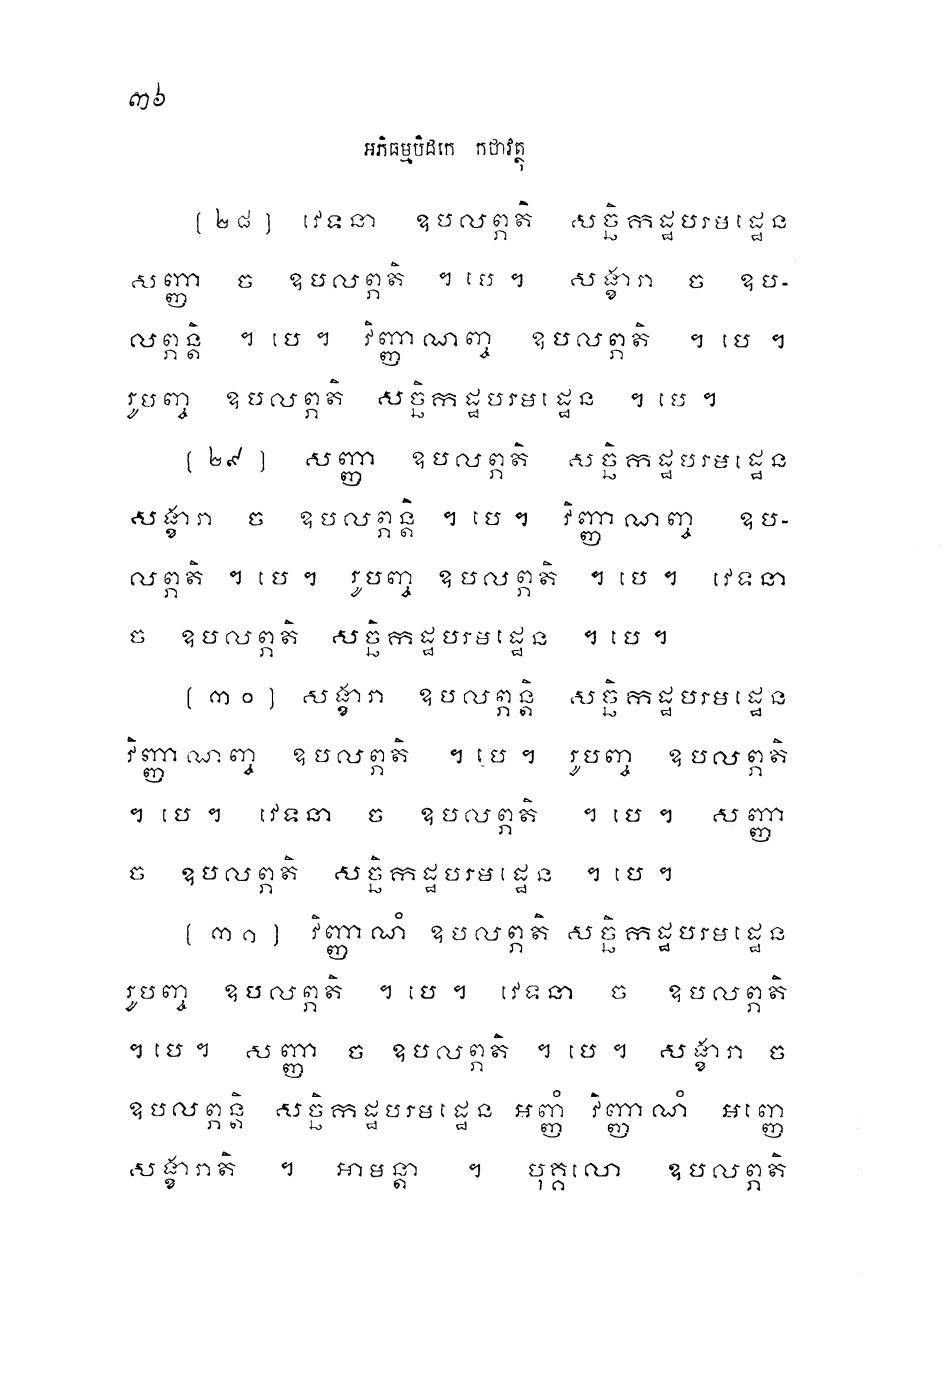 ៣៦
អភិធម្មបិដកេ កថាវត្ថុ
(២៨) វេទនា ឧបលព្ភតិ សច្ឆិកដ្ឋបរមដ្ឋេន
សញ្ញា ច ឧបលព្ភតិ ។ បេ ។ សង្ខារា ច ឧប-
លព្ភន្តិ ។ បេ ។ វិញ្ញាណញ្ច ឧបលព្ភតិ ។ បេ ។
រូបញ្ច ឧបលព្ភតិ សច្ឆិកដ្ឋបរមដ្ឋេន ។ បេ ។
(២៩) សញ្ញា ឧបលព្ភតិ សច្ឆិកដ្ឋបរមដ្ឋេន
សង្ខារា ច ឧបលព្ភន្តិ ។ បេ ។ វិញ្ញាណញ្ច ឧប-
លព្ភតិ ។ បេ ។ រូបញ្ច ឧបលព្ភតិ ។ បេ ។ វេទនា
ច ឧបលព្ភតិ សច្ឆិកដ្ឋបរមដ្ឋេន ។ បេ ។
(៣០) សង្ខារា ឧបលព្ភន្តិ សច្ឆិកដ្ឋបរមដ្ឋេន
វិញ្ញាណញ្ច ឧបលព្ភតិ ។ បេ ។ រូបញ្ច ឧបលព្ភតិ
។ បេ ។ វេទនា ច ឧបលព្ភតិ ។ បេ ។ សញ្ញា
ច ឧបលព្ភតិ សច្ឆិកដ្ឋបរមដ្ឋេន ។ បេ ។
(៣១) វិញ្ញាណំ ឧបលព្ភតិ សច្ឆិកដ្ឋបរមដ្ឋេន
រូបញ្ច ឧបលព្ភតិ ។ បេ ។ វេទនា ច ឧបលព្ភតិ
។ បេ ។ សញ្ញា ច ឧបលព្ភតិ ។ បេ ។ សង្ខារា ច
ឧបលព្ភន្តិ សច្ឆិកដ្ឋបរមដ្ឋេន អញ្ញំ វិញ្ញាណំ អញ្ញេ
សង្ខារាតិ ។ អាមន្តា ។ បុគ្គលោ ឧបលព្ភតិ